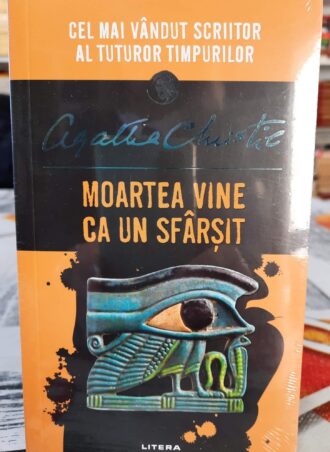 CEL MAI VÂNDUT SCRIITOR
AL TUTUROR TIMPURILOR
Agatha Christie
MOARTEA VINE
CA UN SFÂRȘIT
LITERA